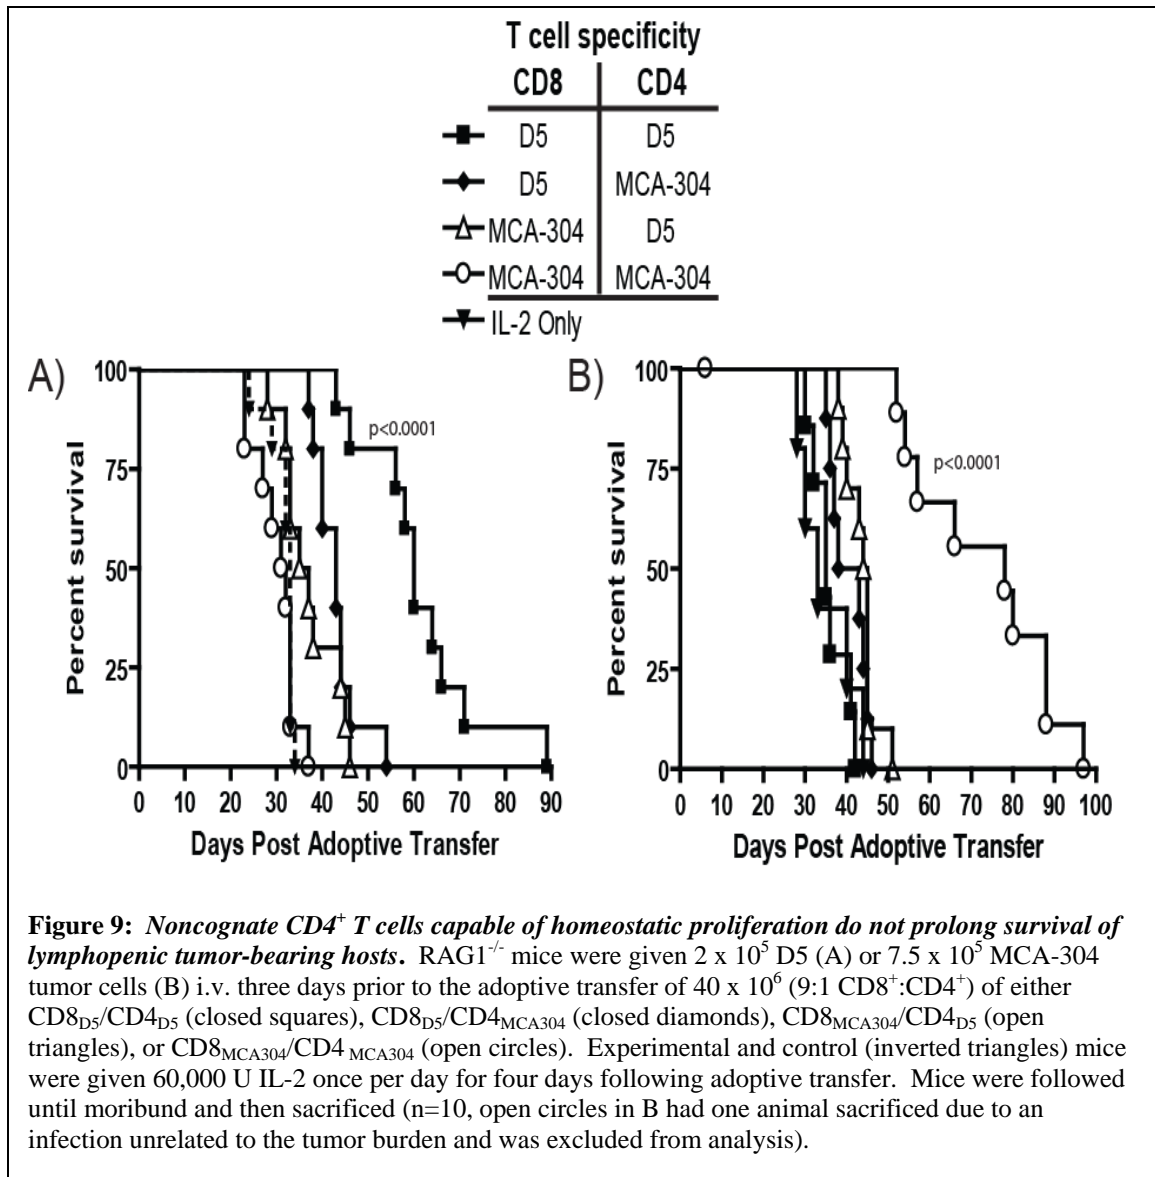 T cell specificity
CD8 CD4
D5 D5
D5 MCA-304
MCA-304 D5
MCA-304 MCA-304
IL-2 Only
A)
100
75
50
25
0
Percent survival
p<0.0001
0 10 20 30 40 50 60 70 80 90
Days Post Adoptive Transfer
B)
100
75
50
25
0
Percent survival
p<0.0001
0 10 20 30 40 50 60 70 80 90 100
Days Post Adoptive Transfer
Figure 9: Noncognate CD4+ T cells capable of homeostatic proliferation do not prolong survival of
lymphopenic tumor-bearing hosts. RAG1-/- mice were given 2 x 10^5 D5 (A) or 7.5 x 10^5 MCA-304
tumor cells (B) i.v. three days prior to the adoptive transfer of 40 x 10^6 (9:1 CD8+:CD4+) of either
CD8D5/CD4D5 (closed squares), CD8D5/CD4MCA304 (closed diamonds), CD8MCA304/CD4D5 (open
triangles), or CD8MCA304/CD4 MCA304 (open circles). Experimental and control (inverted triangles) mice
were given 60,000 U IL-2 once per day for four days following adoptive transfer. Mice were followed
until moribund and then sacrificed (n=10, open circles in B had one animal sacrificed due to an
infection unrelated to the tumor burden and was excluded from analysis).